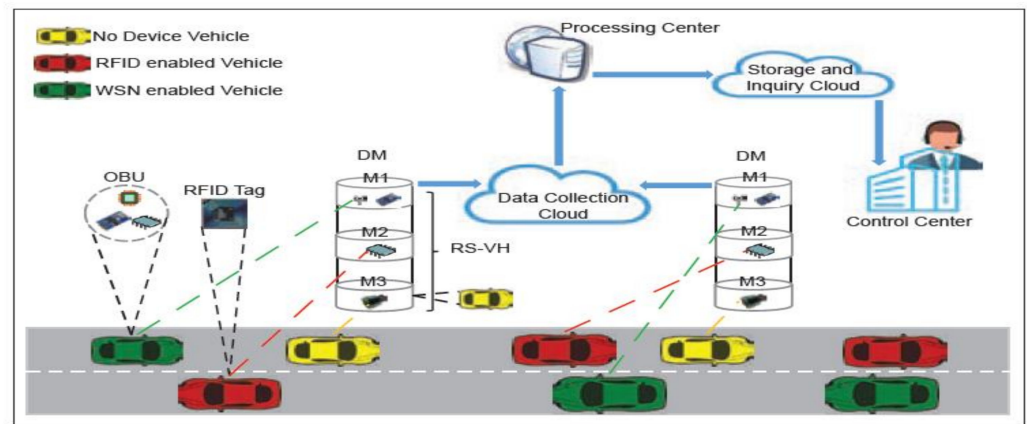 No Device Vehicle
RFID enabled Vehicle
WSN enabled Vehicle
Processing Center
Storage and
Inquiry Cloud
OBU
RFID Tag
DM
M1
M2
M3
RS-VH
Data Collection
Cloud
DM
M1
M2
M3
Control Center